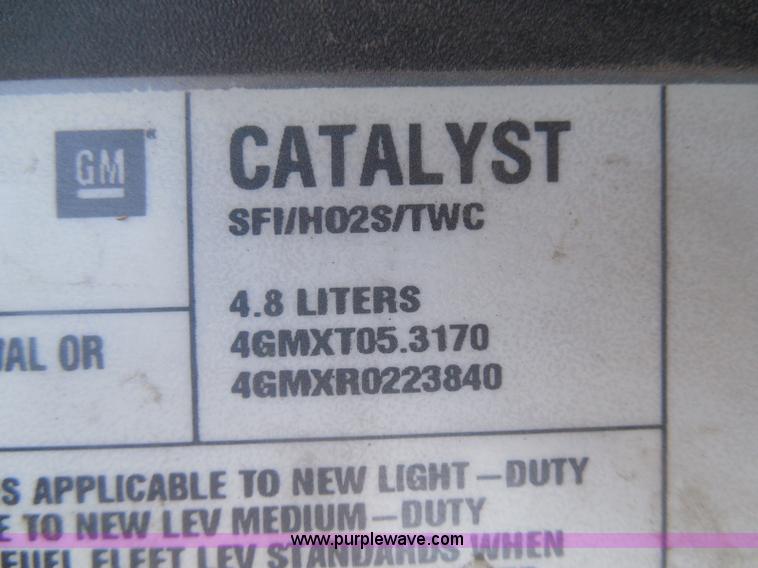 GM
CATALYST
SFI/HO2S/TWC
4.8 LITERS
4GMXT05.3170
4GMXR0223840
OR
APPLICABLE TO NEW LIGHT-DUTY
TO NEW LEV MEDIUM-DUTY
FUEL FLEET LEV STANDARDS WHEN
www.purplewave.com